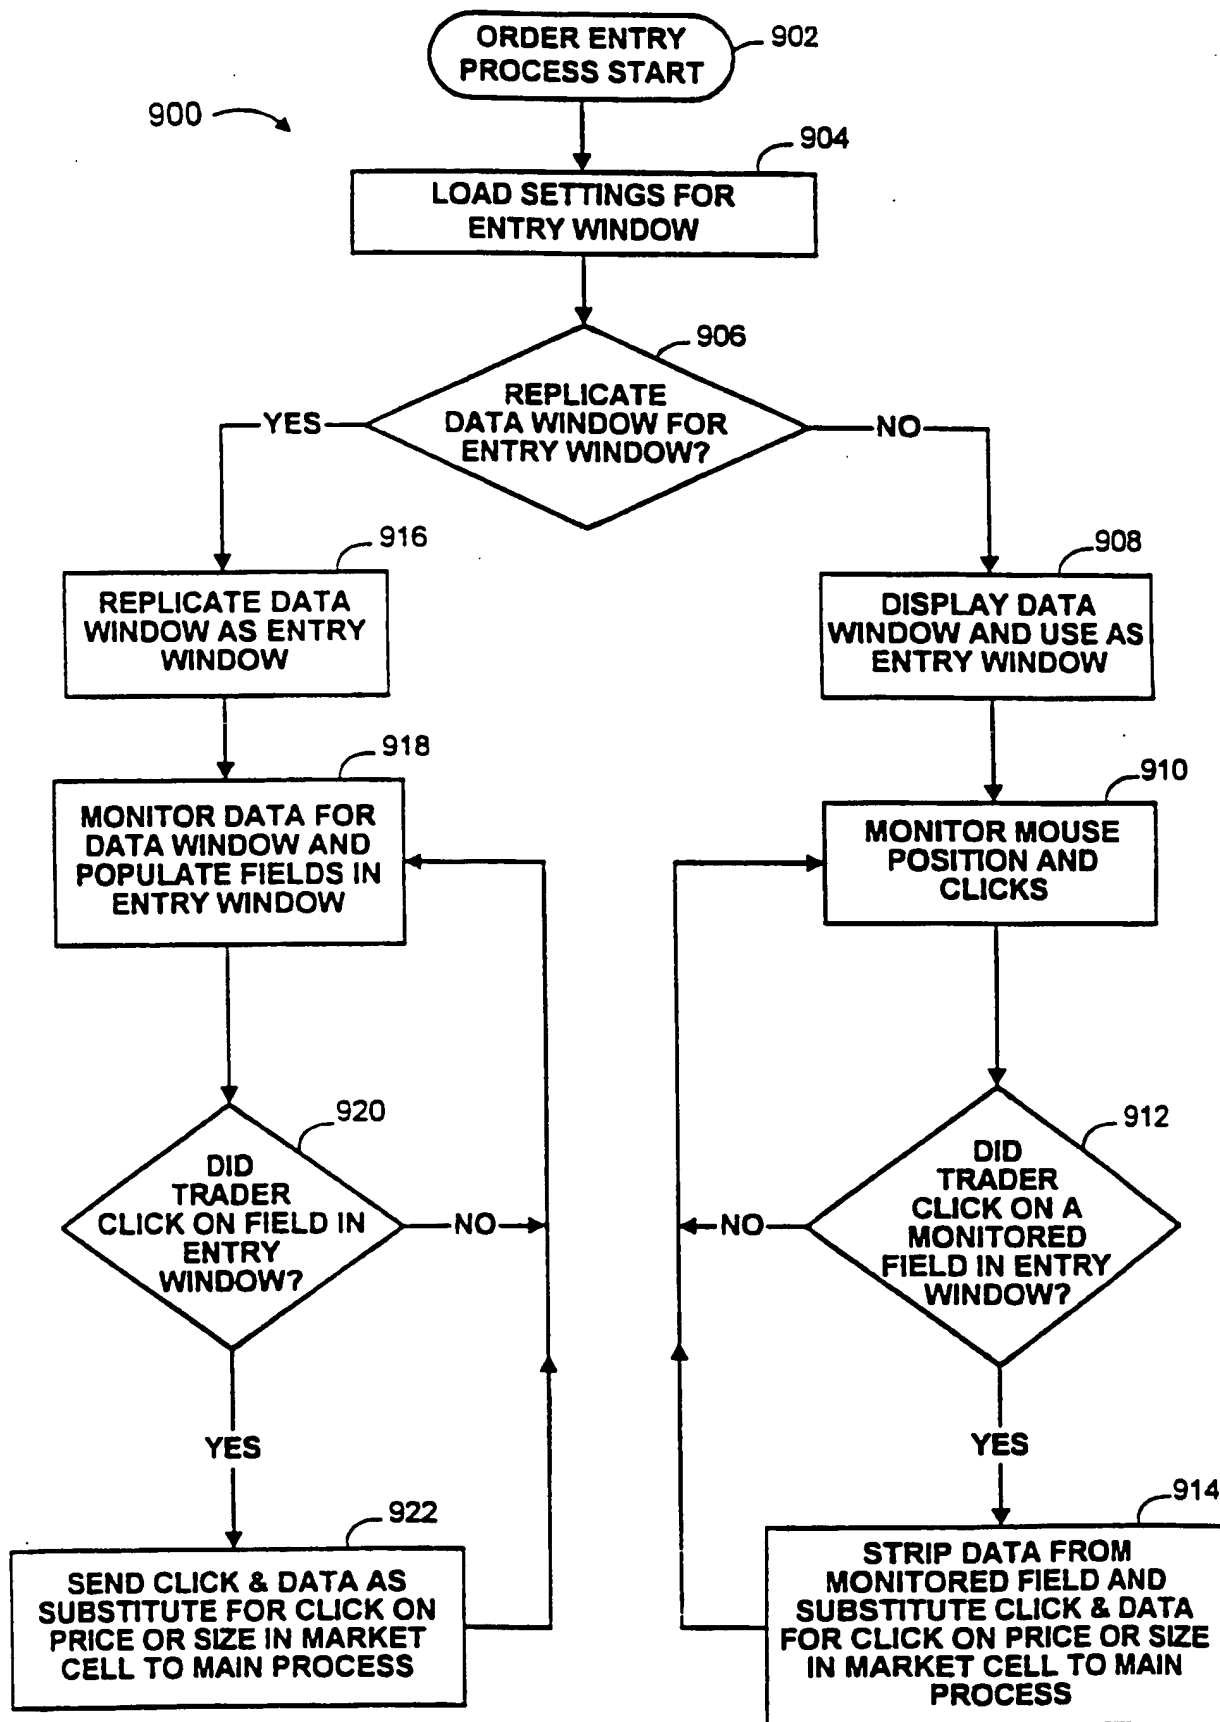 ORDER ENTRY
PROCESS START
902
900
904
LOAD SETTINGS FOR
ENTRY WINDOW
906
REPLICATE
DATA WINDOW FOR
ENTRY WINDOW?
YES
NO
916
REPLICATE DATA
WINDOW AS ENTRY
WINDOW
908
DISPLAY DATA
WINDOW AND USE AS
ENTRY WINDOW
918
MONITOR DATA FOR
DATA WINDOW AND
POPULATE FIELDS IN
ENTRY WINDOW
910
MONITOR MOUSE
POSITION AND
CLICKS
920
DID
TRADER
CLICK ON FIELD IN
ENTRY
WINDOW?
NO
912
DID
TRADER
CLICK ON A
MONITORED
FIELD IN ENTRY
WINDOW?
NO
YES
YES
922
SEND CLICK & DATA AS
SUBSTITUTE FOR CLICK ON
PRICE OR SIZE IN MARKET
CELL TO MAIN PROCESS
914
STRIP DATA FROM
MONITORED FIELD AND
SUBSTITUTE CLICK & DATA
FOR CLICK ON PRICE OR SIZE
IN MARKET CELL TO MAIN
PROCESS